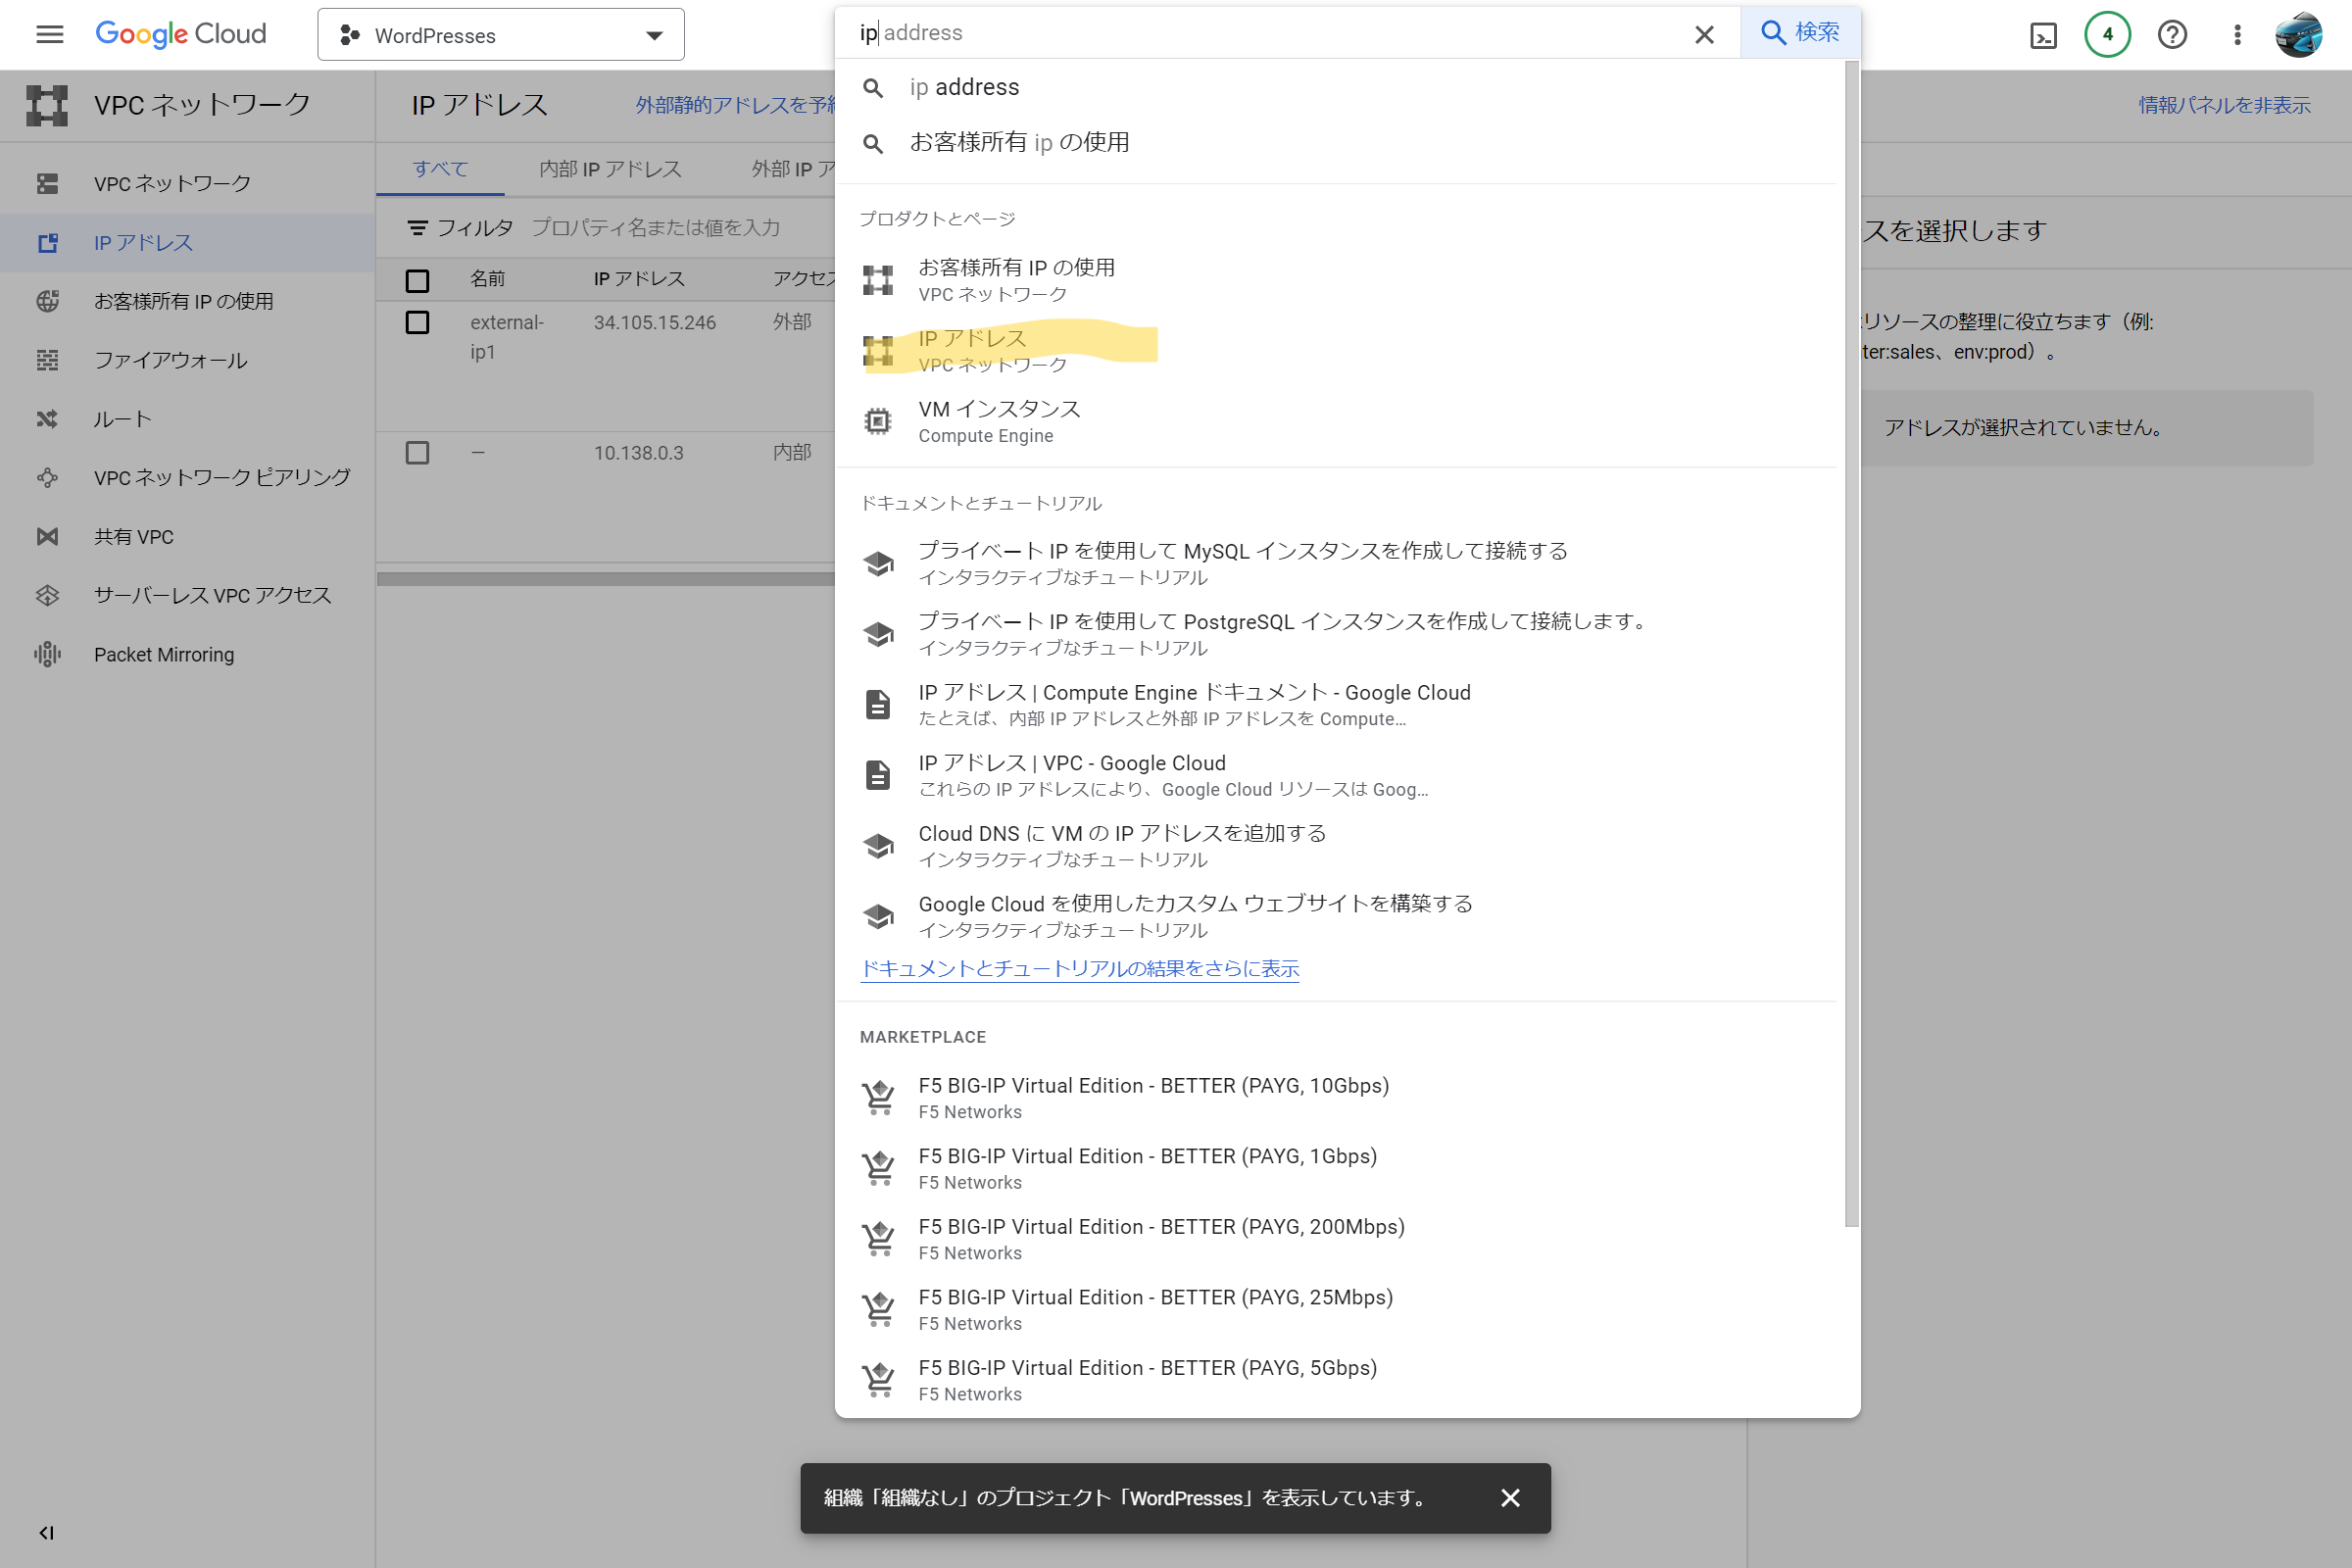 Google Cloud
WordPresses
ip address
検索
4
VPC ネットワーク
IP アドレス
外部静的アドレスを予約
情報パネルを非表示
VPC ネットワーク
IP アドレス
お客様所有 IP の使用
ファイアウォール
ルート
VPC ネットワーク ピアリング
共有 VPC
サーバーレス VPC アクセス
Packet Mirroring
すべて
内部 IP アドレス
外部 IP ア
フィルタ
プロパティ名または値を入力
名前
IP アドレス
アクセス
external-ip1
34.105.15.246
外部
—
10.138.0.3
内部
ip address
お客様所有 ip の使用
プロダクトとページ
お客様所有 IP の使用
VPC ネットワーク
IP アドレス
VPC ネットワーク
VM インスタンス
Compute Engine
ドキュメントとチュートリアル
プライベート IP を使用して MySQL インスタンスを作成して接続する
インタラクティブなチュートリアル
プライベート IP を使用して PostgreSQL インスタンスを作成して接続します。
インタラクティブなチュートリアル
IP アドレス | Compute Engine ドキュメント - Google Cloud
たとえば、内部 IP アドレスと外部 IP アドレスを Compute...
IP アドレス | VPC - Google Cloud
これらの IP アドレスにより、Google Cloud リソースは Goog...
Cloud DNS に VM の IP アドレスを追加する
インタラクティブなチュートリアル
Google Cloud を使用したカスタム ウェブサイトを構築する
インタラクティブなチュートリアル
ドキュメントとチュートリアルの結果をさらに表示
MARKETPLACE
F5 BIG-IP Virtual Edition - BETTER (PAYG, 10Gbps)
F5 Networks
F5 BIG-IP Virtual Edition - BETTER (PAYG, 1Gbps)
F5 Networks
F5 BIG-IP Virtual Edition - BETTER (PAYG, 200Mbps)
F5 Networks
F5 BIG-IP Virtual Edition - BETTER (PAYG, 25Mbps)
F5 Networks
F5 BIG-IP Virtual Edition - BETTER (PAYG, 5Gbps)
F5 Networks
スを選択します
リソースの整理に役立ちます（例:
ter:sales、env:prod）。
アドレスが選択されていません。
組織「組織なし」のプロジェクト「WordPresses」を表示しています。